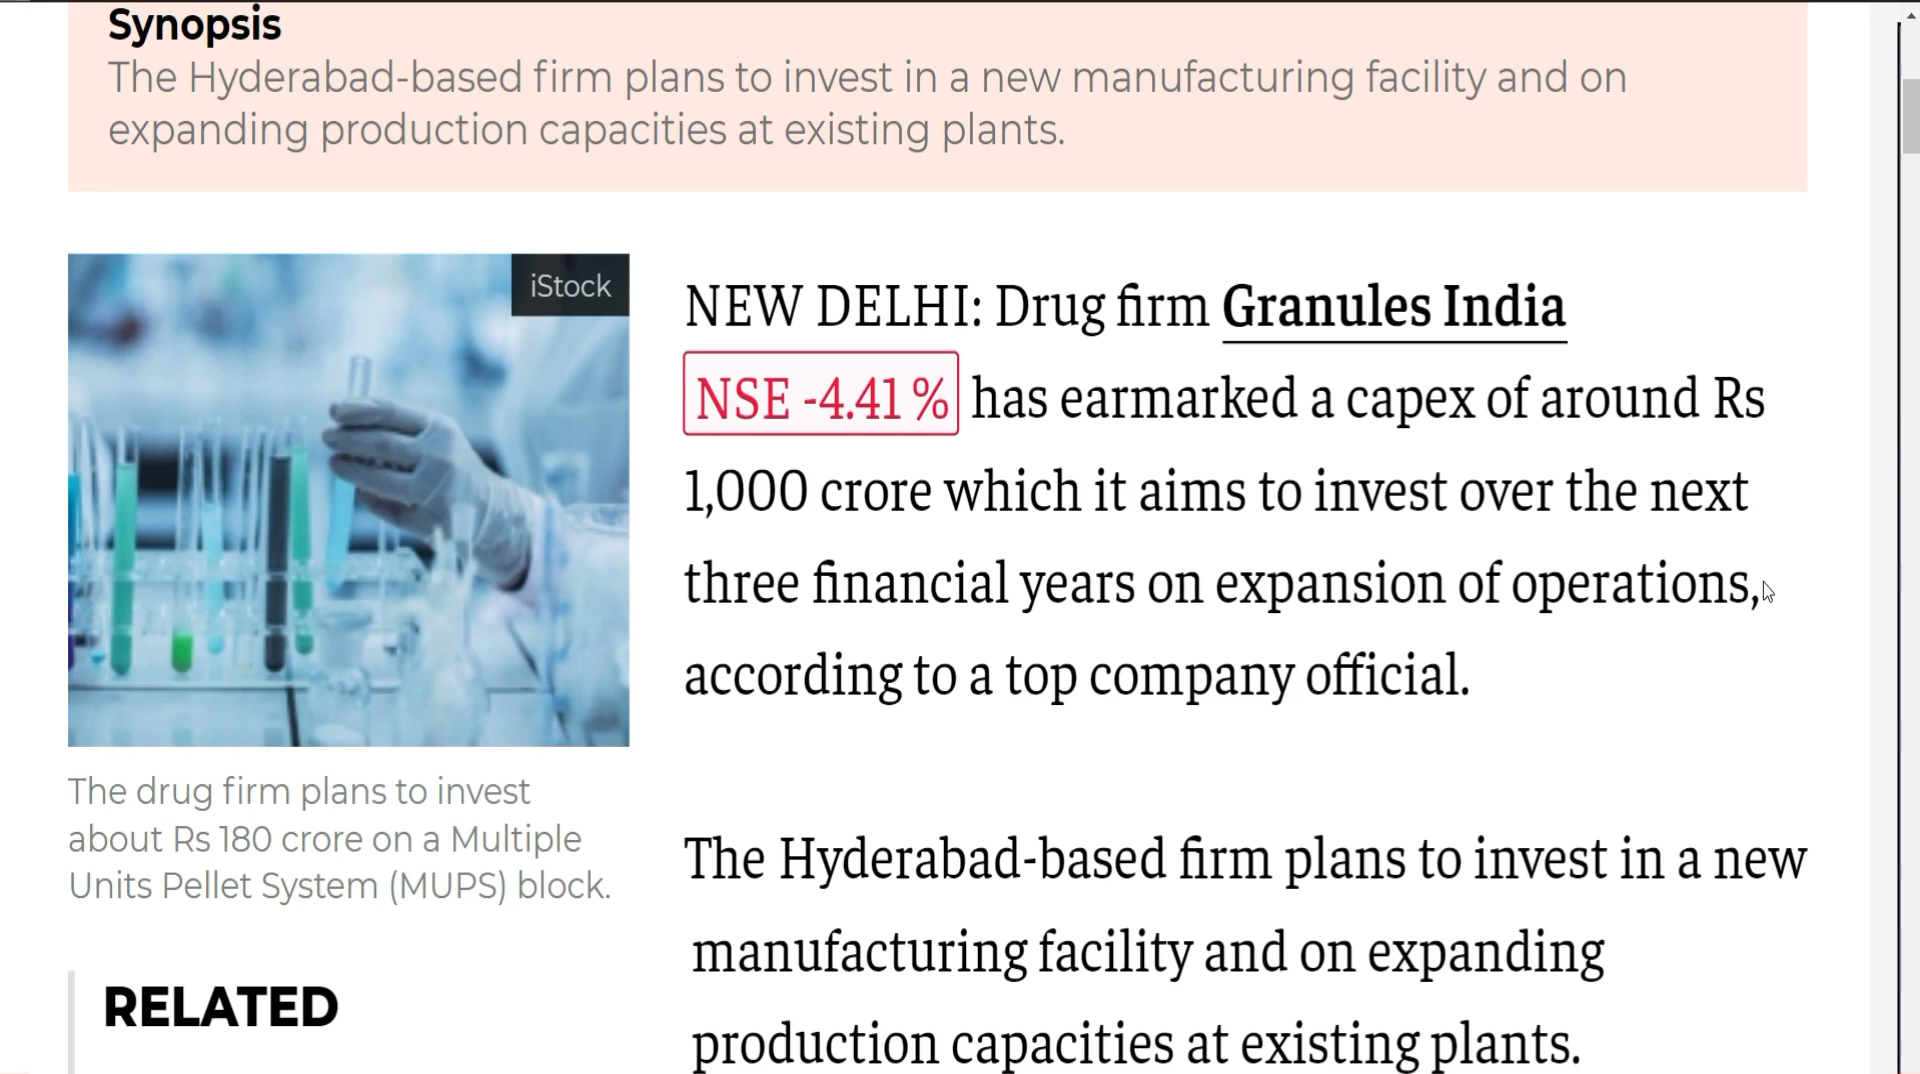 Synopsis
The Hyderabad-based firm plans to invest in a new manufacturing facility and on
expanding production capacities at existing plants.
iStock
The drug firm plans to invest
about Rs 180 crore on a Multiple
Units Pellet System (MUPS) block.
RELATED
NEW DELHI: Drug firm Granules India
NSE -4.41 % has earmarked a capex of around Rs
1,000 crore which it aims to invest over the next
three financial years on expansion of operations,
according to a top company official.
The Hyderabad-based firm plans to invest in a new
manufacturing facility and on expanding
production capacities at existing plants.